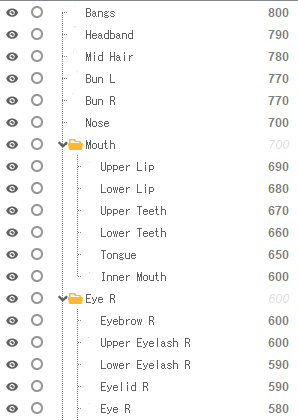 Bangs 800
Headband 790
Mid Hair 780
Bun L 770
Bun R 770
Nose 700
Mouth 700
Upper Lip 690
Lower Lip 680
Upper Teeth 670
Lower Teeth 660
Tongue 650
Inner Mouth 600
Eye R 600
Eyebrow R 600
Upper Eyelash R 600
Lower Eyelash R 590
Eyelid R 590
Eye R 580